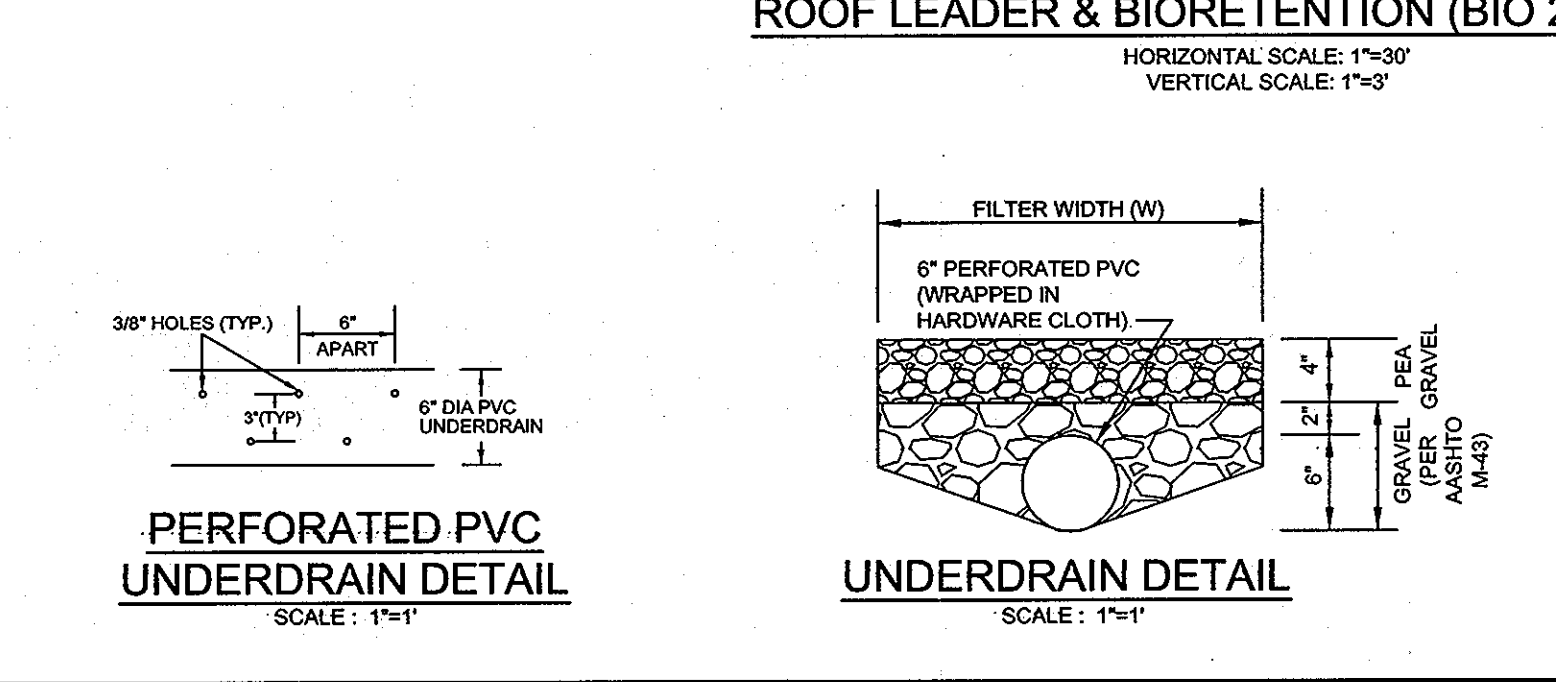 ROOF LEADER & BIORETENTION (BIO 2
HORIZONTAL SCALE: 1"=30'
VERTICAL SCALE: 1"=3'
3/8" HOLES (TYP.)
6"
APART
3"(TYP)
6" DIA PVC
UNDERDRAIN
PERFORATED PVC
UNDERDRAIN DETAIL
SCALE : 1"=1'
FILTER WIDTH (W)
6" PERFORATED PVC
(WRAPPED IN
HARDWARE CLOTH).
4"
PEA
GRAVEL
2"
6"
GRAVEL
(PER
AASHTO
M-43)
UNDERDRAIN DETAIL
SCALE : 1"=1'